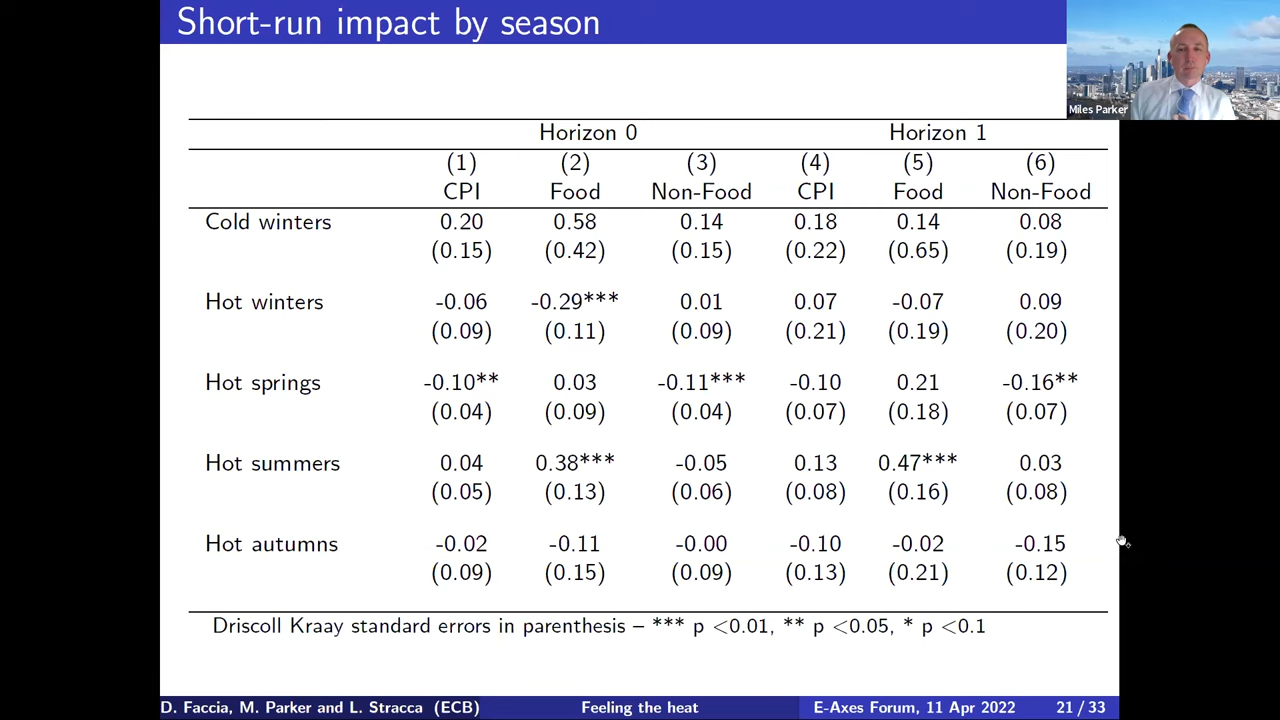 Short-run impact by season
Miles Parker
Horizon 0 Horizon 1
(1) (2) (3) (4) (5) (6)
CPI Food Non-Food CPI Food Non-Food
Cold winters 0.20 0.58 0.14 0.18 0.14 0.08
(0.15) (0.42) (0.15) (0.22) (0.65) (0.19)
Hot winters -0.06 -0.29*** 0.01 0.07 -0.07 0.09
(0.09) (0.11) (0.09) (0.21) (0.19) (0.20)
Hot springs -0.10** 0.03 -0.11*** -0.10 0.21 -0.16**
(0.04) (0.09) (0.04) (0.07) (0.18) (0.07)
Hot summers 0.04 0.38*** -0.05 0.13 0.47*** 0.03
(0.05) (0.13) (0.06) (0.08) (0.16) (0.08)
Hot autumns -0.02 -0.11 -0.00 -0.10 -0.02 -0.15
(0.09) (0.15) (0.09) (0.13) (0.21) (0.12)
Driscoll Kraay standard errors in parenthesis – *** p <0.01, ** p <0.05, * p <0.1
D. Faccia, M. Parker and L. Stracca (ECB) Feeling the heat E-Axes Forum, 11 Apr 2022 21 / 33